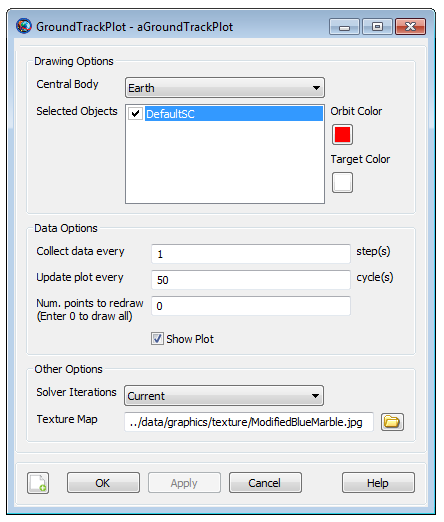 GroundTrackPlot - aGroundTrackPlot
Drawing Options
Central Body Earth
Selected Objects DefaultSC Orbit Color
Target Color
Data Options
Collect data every 1 step(s)
Update plot every 50 cycle(s)
Num. points to redraw 0
(Enter 0 to draw all)
Show Plot
Other Options
Solver Iterations Current
Texture Map ../data/graphics/texture/ModifiedBlueMarble.jpg
OK Apply Cancel Help